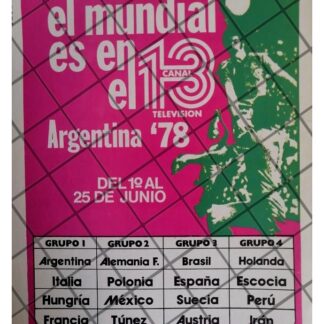 el mundial
es en
el 13
CANAL
TELEVISION
Argentina '78
DEL 1º AL
25 DE JUNIO
GRUPO 1 GRUPO 2 GRUPO 3 GRUPO 4
Argentina Alemania F. Brasil Holanda
Italia Polonia España Escocia
Hungría México Suecia Perú
Francia Túnez Austria Irán